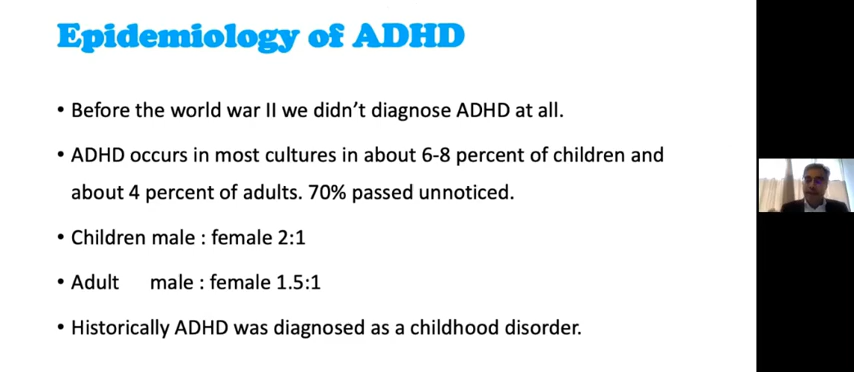 Epidemiology of ADHD
• Before the world war II we didn't diagnose ADHD at all.
• ADHD occurs in most cultures in about 6-8 percent of children and
about 4 percent of adults. 70% passed unnoticed.
• Children male : female 2:1
• Adult male : female 1.5:1
• Historically ADHD was diagnosed as a childhood disorder.